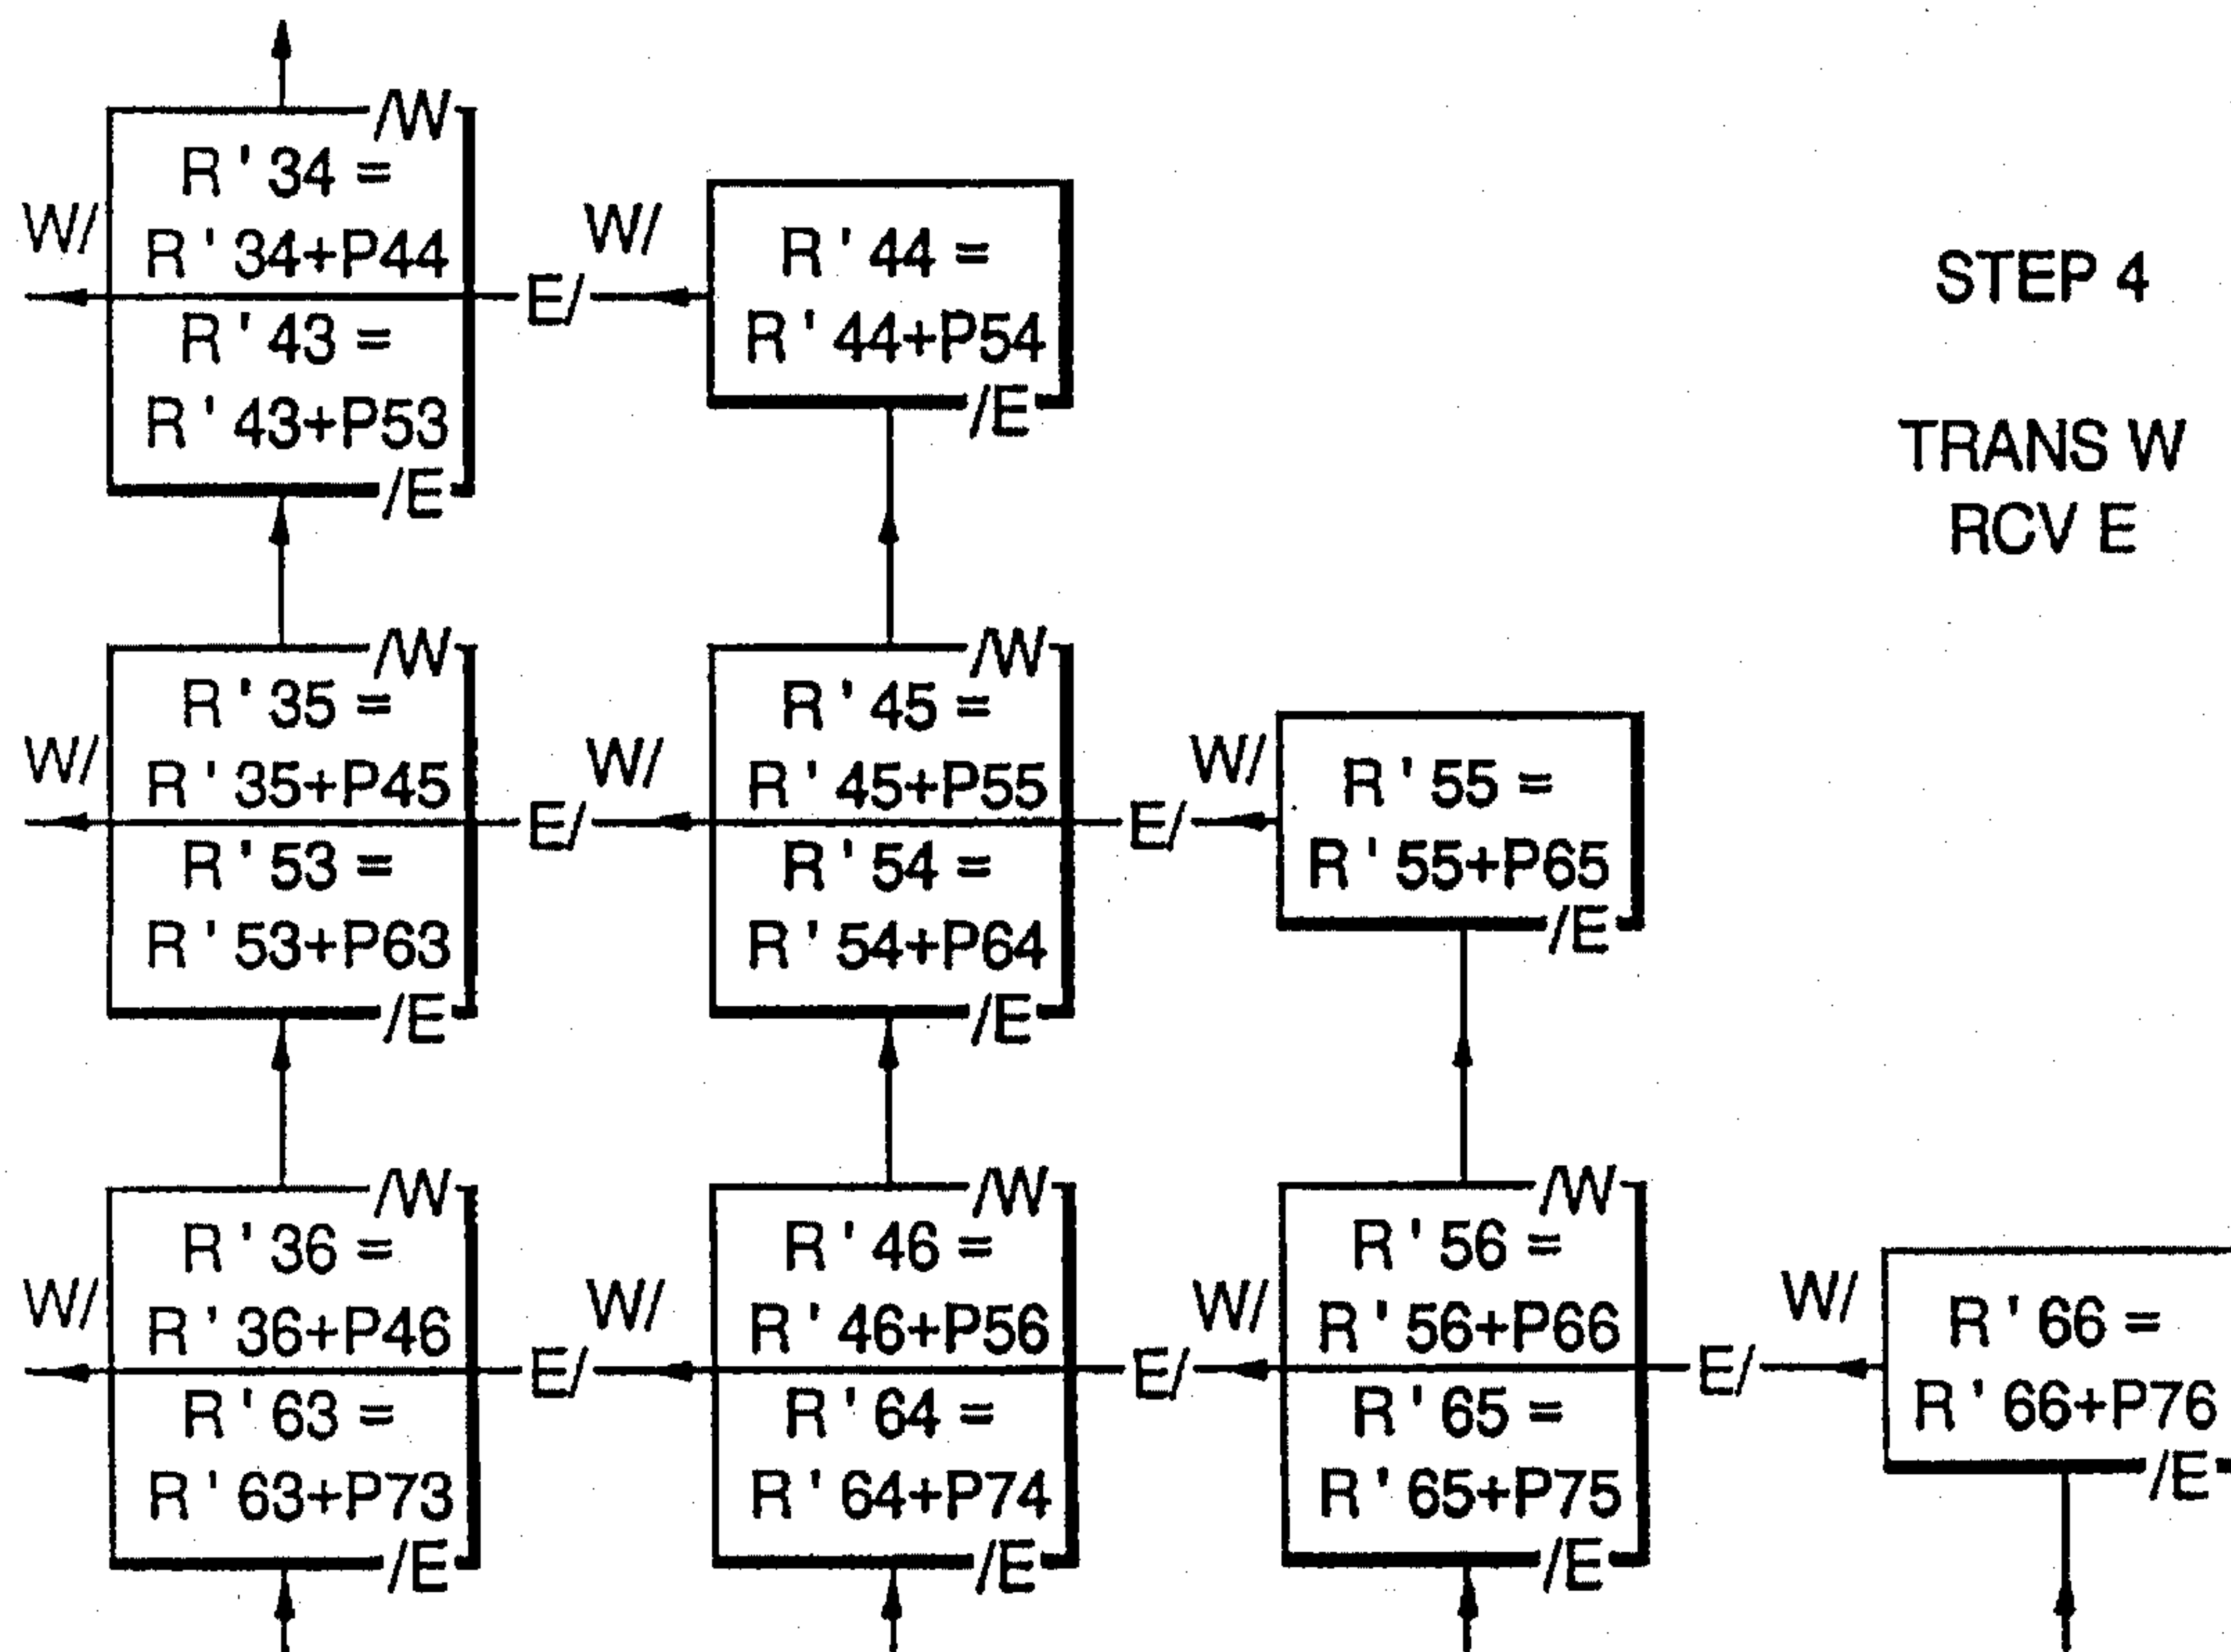 /W
R'34 =
W/
R'34+P44
E/
R'43 =
R'43+P53
/E
W/
R'44 =
R'44+P54
/E
STEP 4
TRANS W
RCV E
/W
R'35 =
W/
R'35+P45
E/
R'53 =
R'53+P63
/E
/W
R'45 =
W/
R'45+P55
E/
R'54 =
R'54+P64
/E
W/
R'55 =
R'55+P65
/E
/W
R'36 =
W/
R'36+P46
E/
R'63 =
R'63+P73
/E
/W
R'46 =
W/
R'46+P56
E/
R'64 =
R'64+P74
/E
/W
R'56 =
W/
R'56+P66
E/
R'65 =
R'65+P75
/E
W/
R'66 =
R'66+P76
/E